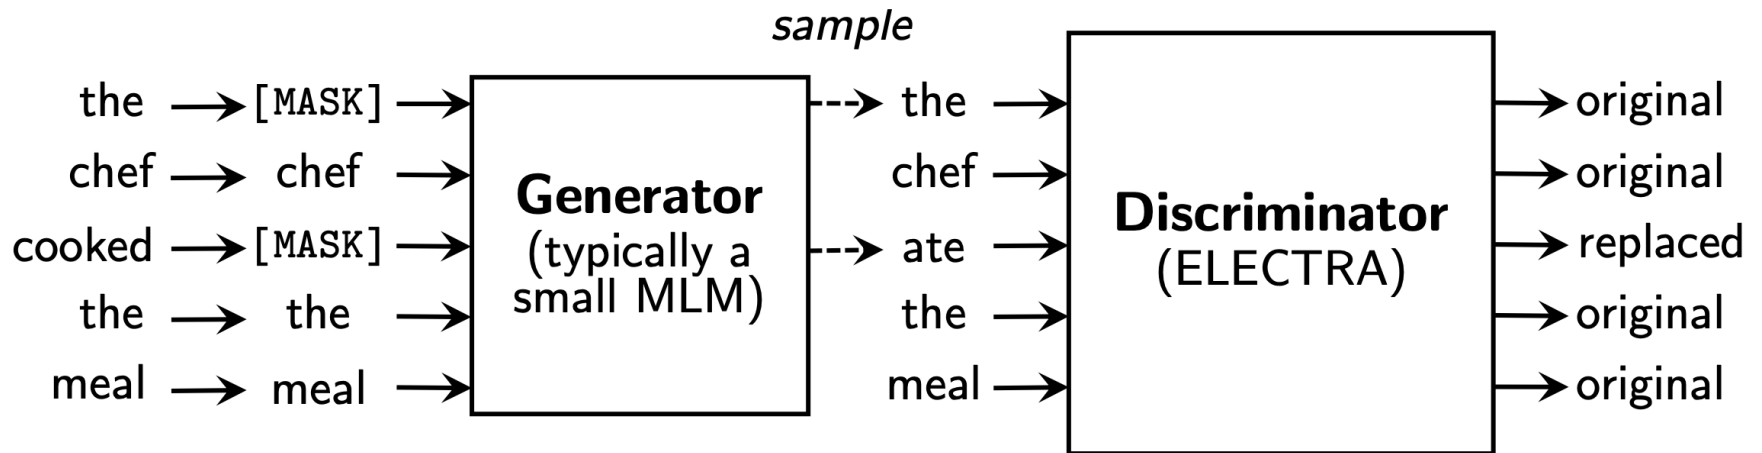 sample
the [MASK] the original
chef chef chef original
Generator
(typically a
small MLM)
Discriminator
(ELECTRA)
cooked [MASK] ate replaced
the the the original
meal meal meal original